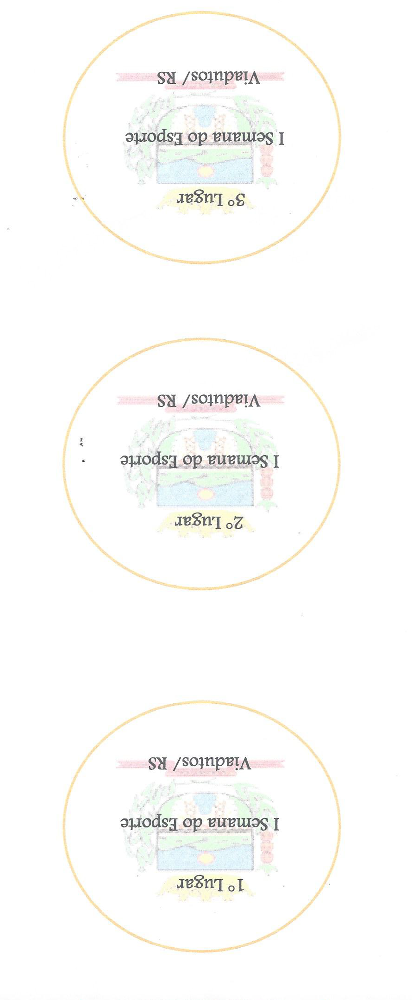 1º Lugar
I Semana do Esporte
Viadutos/ RS
2º Lugar
I Semana do Esporte
Viadutos/ RS
3º Lugar
I Semana do Esporte
Viadutos/ RS